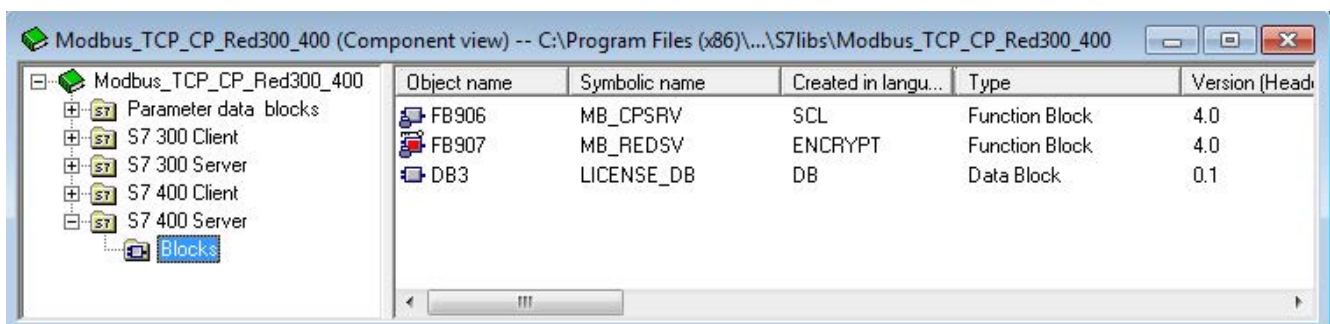 Modbus_TCP_CP_Red300_400 (Component view) -- C:\Program Files (x86)\...\S7libs\Modbus_TCP_CP_Red300_400
Modbus_TCP_CP_Red300_400
Parameter data blocks
S7 300 Client
S7 300 Server
S7 400 Client
S7 400 Server
Blocks
Object name Symbolic name Created in langu... Type Version (Head
FB906 MB_CPSRV SCL Function Block 4.0
FB907 MB_REDSV ENCRYPT Function Block 4.0
DB3 LICENSE_DB DB Data Block 0.1